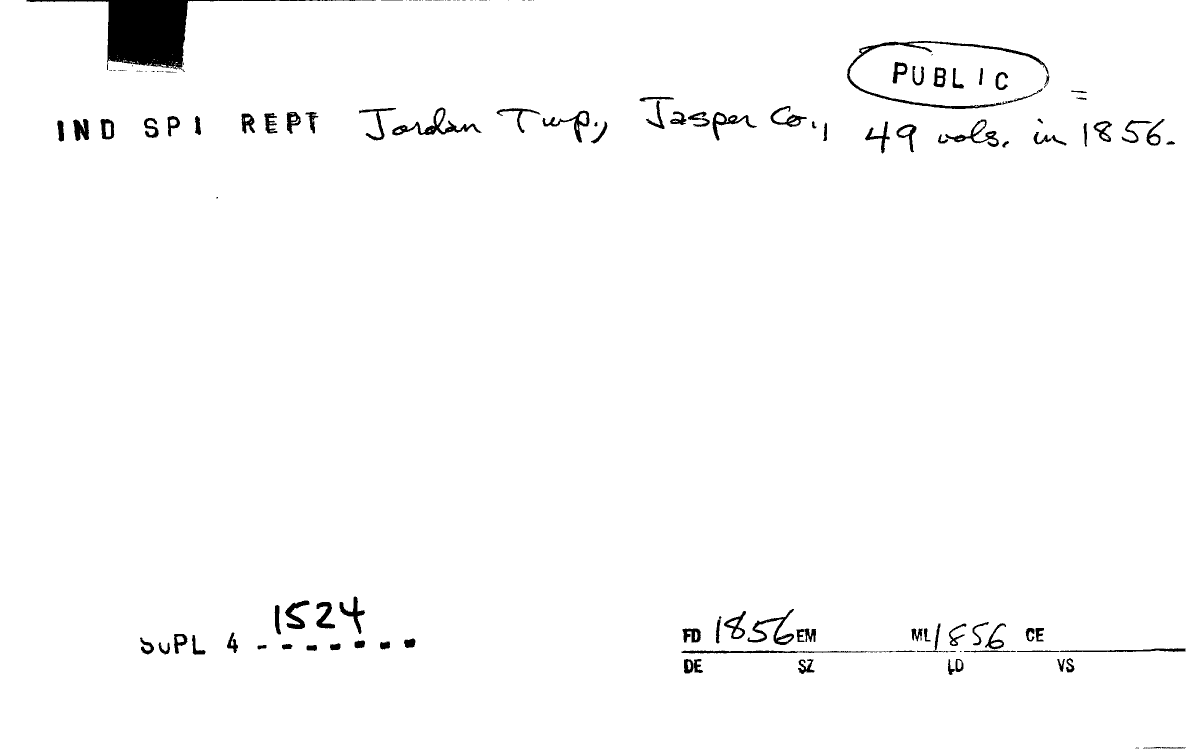 PUBLIC =
IND SPI REPT Jordan Twp., Jasper Co., 49 vols. in 1856.
1524
SUPL 4 -------
FD 1856 EM ML 1856 CE
DE SZ LD VS